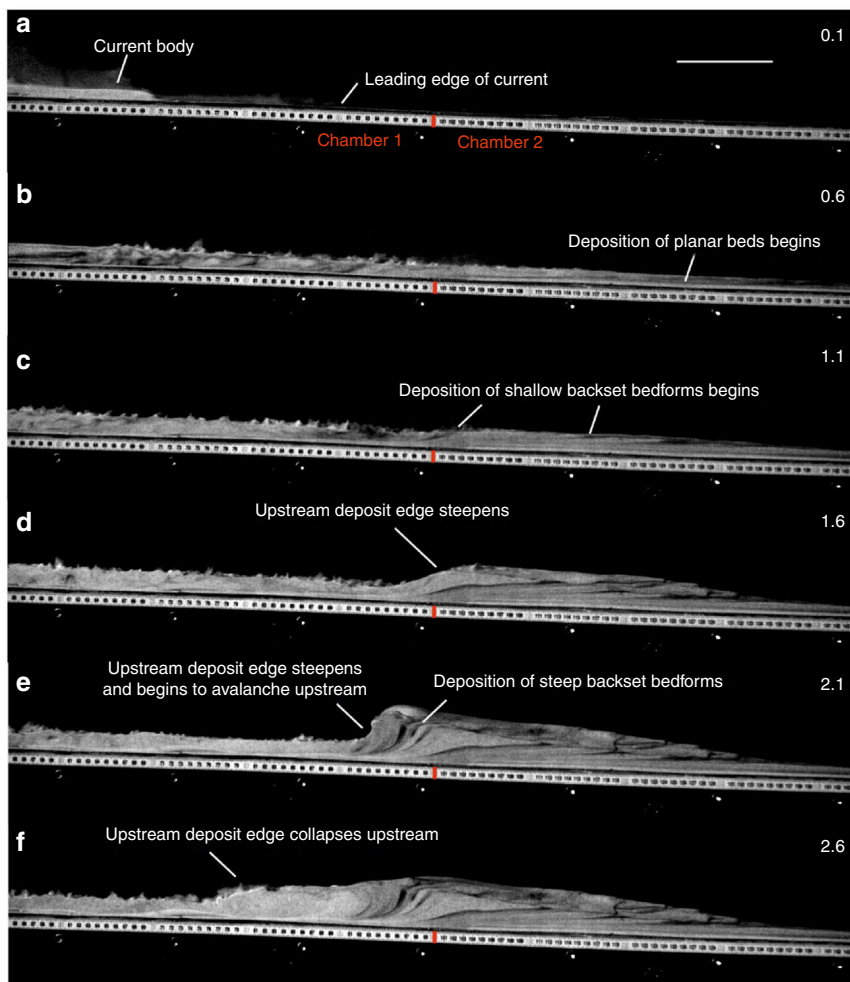 a
0.1
Current body
Leading edge of current
Chamber 1
Chamber 2
b
0.6
Deposition of planar beds begins
c
1.1
Deposition of shallow backset bedforms begins
d
1.6
Upstream deposit edge steepens
e
2.1
Upstream deposit edge steepens
and begins to avalanche upstream
Deposition of steep backset bedforms
f
2.6
Upstream deposit edge collapses upstream